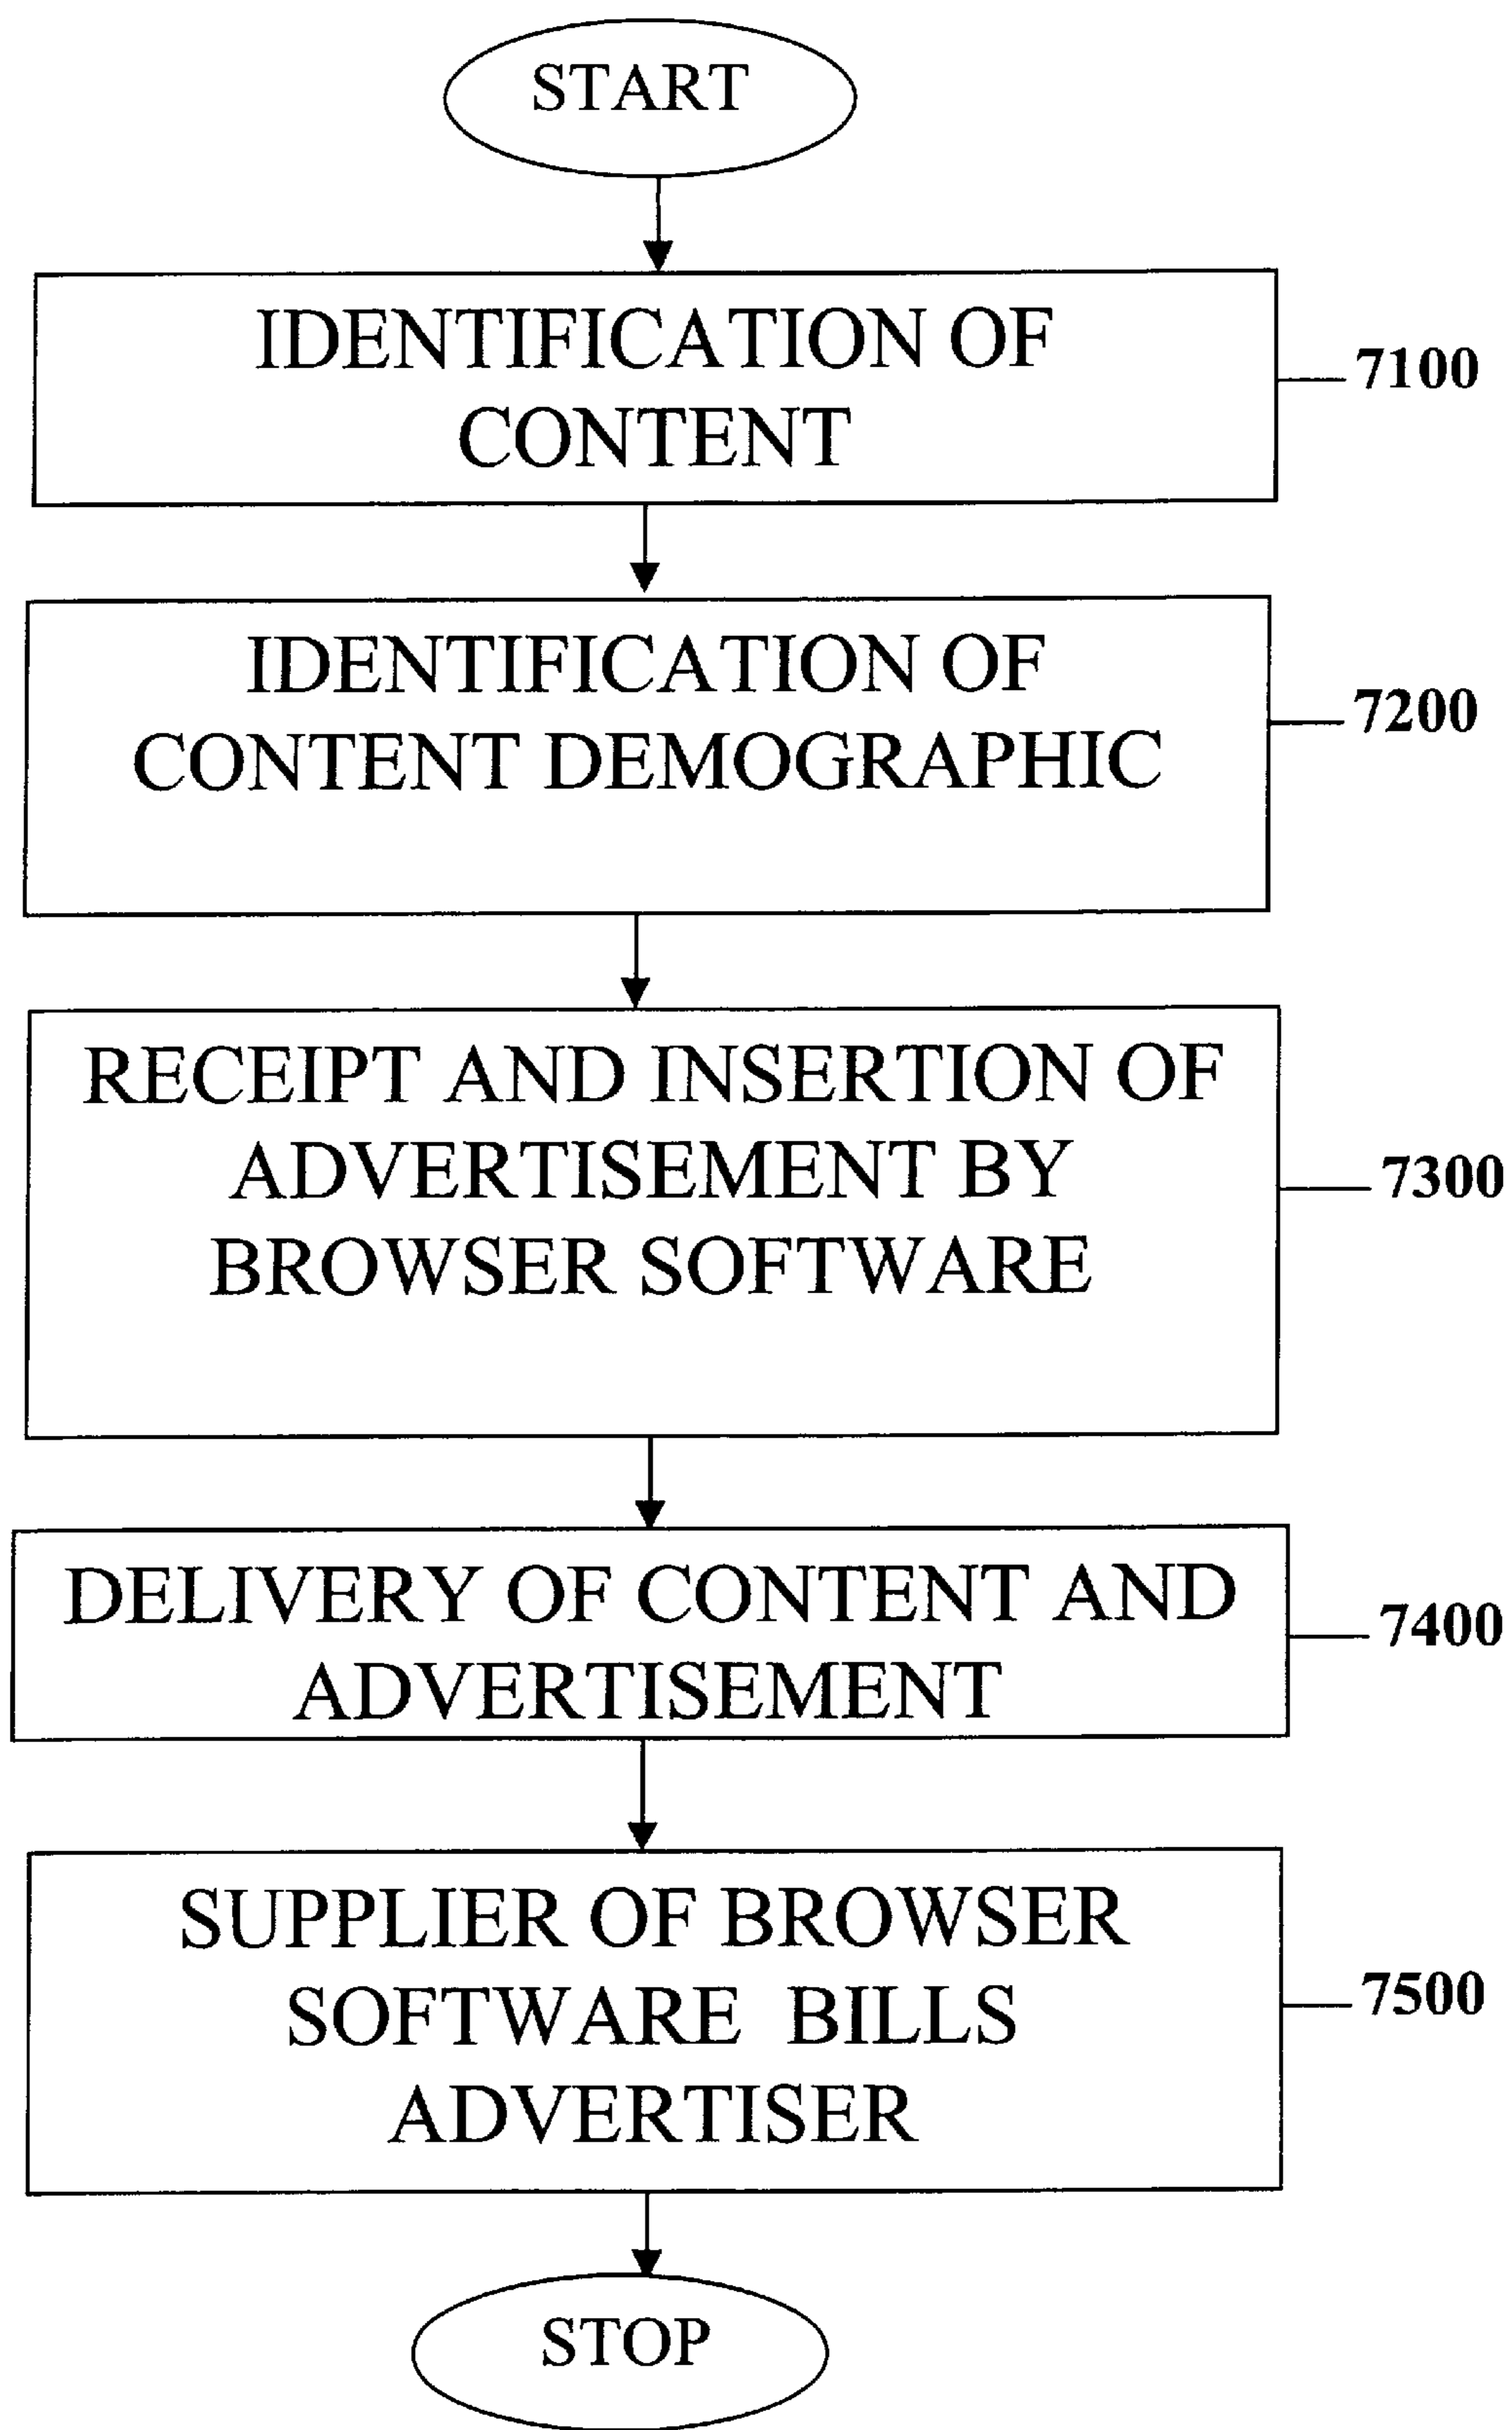 START
IDENTIFICATION OF
CONTENT
7100
IDENTIFICATION OF
CONTENT DEMOGRAPHIC
7200
RECEIPT AND INSERTION OF
ADVERTISEMENT BY
BROWSER SOFTWARE
7300
DELIVERY OF CONTENT AND
ADVERTISEMENT
7400
SUPPLIER OF BROWSER
SOFTWARE BILLS
ADVERTISER
7500
STOP